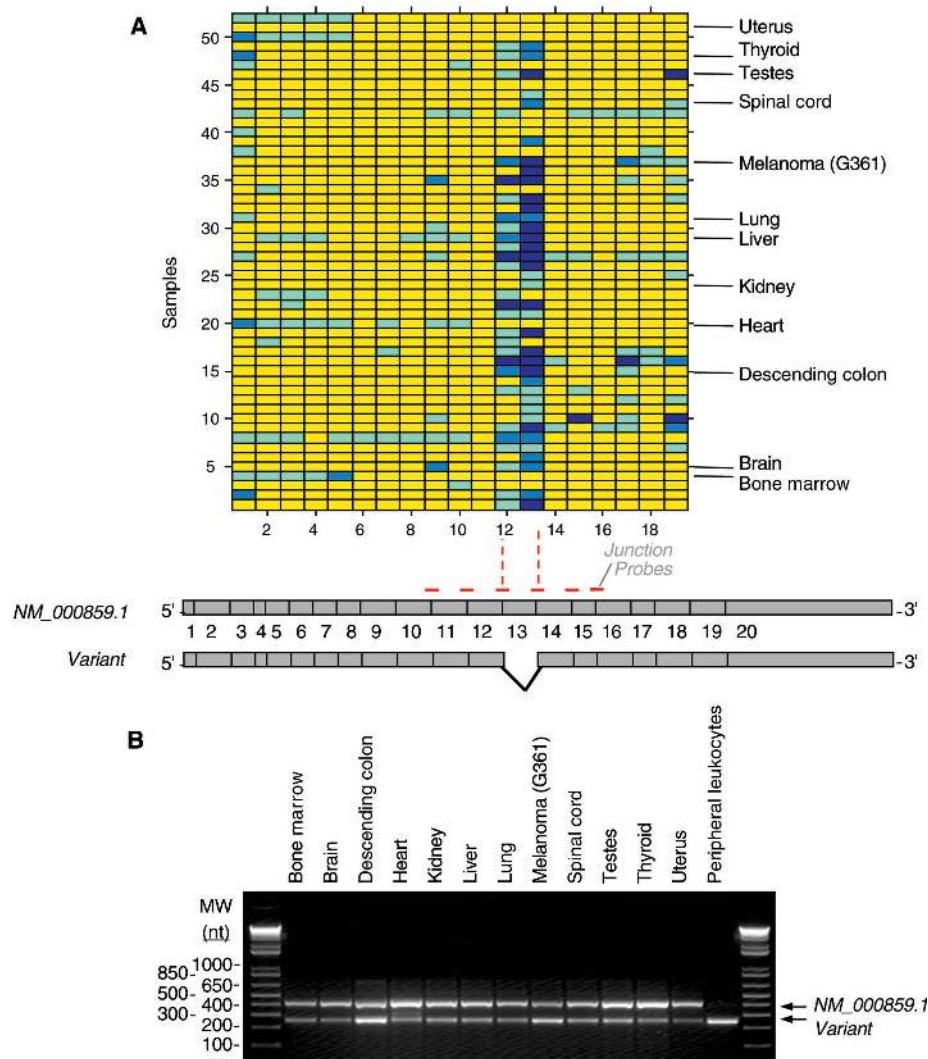 A
50
45
40
35
30
25
20
15
10
5
Samples
Uterus
Thyroid
Testes
Spinal cord
Melanoma (G361)
Lung
Liver
Kidney
Heart
Descending colon
Brain
Bone marrow
2 4 6 8 10 12 14 16 18
Junction
Probes
NM_000859.1 5' -3'
1 2 3 4 5 6 7 8 9 10 11 12 13 14 15 16 17 18 19 20
Variant 5' -3'
B
Bone marrow
Brain
Descending colon
Heart
Kidney
Liver
Lung
Melanoma (G361)
Spinal cord
Testes
Thyroid
Uterus
Peripheral leukocytes
MW
(nt)
1000-
850-
650-
500-
400-
300-
200-
100-
NM_000859.1
Variant